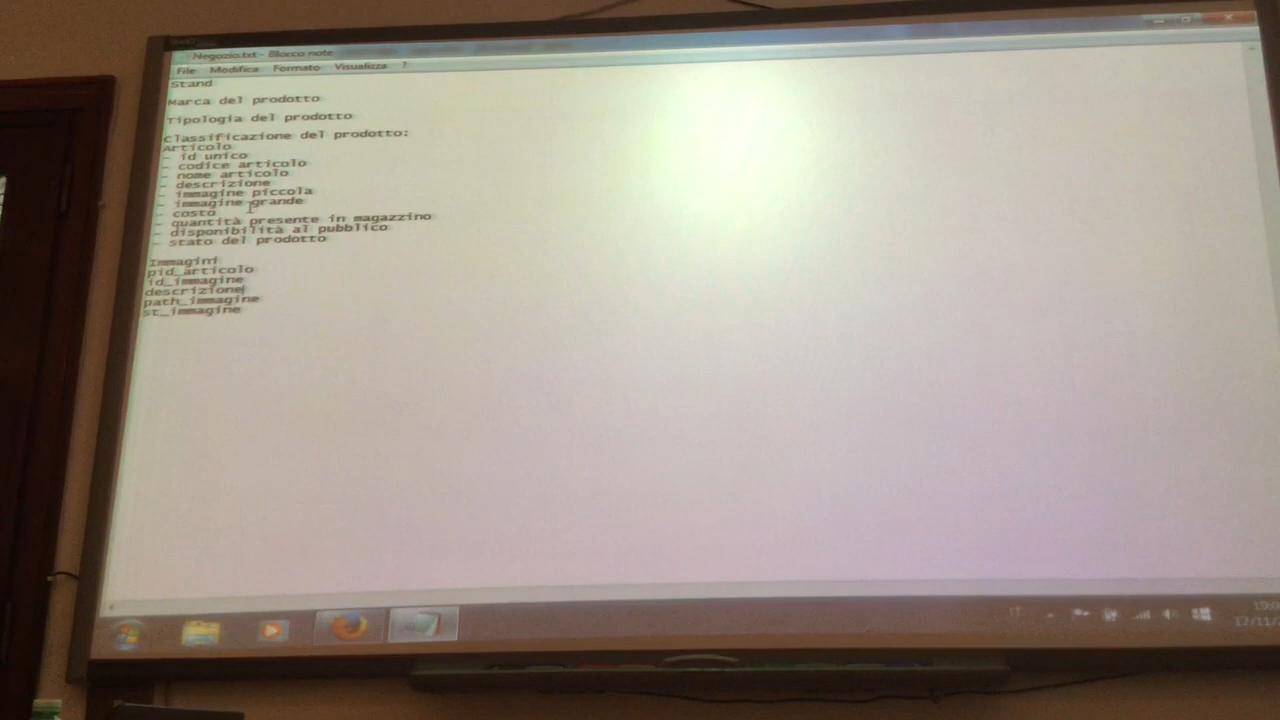 Negozio.txt - Blocco note
File Modifica Formato Visualizza ?
Stand
Marca del prodotto
Tipologia del prodotto
Classificazione del prodotto:
Articolo
- id unico
- codice articolo
- nome articolo
- descrizione
- immagine piccola
- immagine grande
- costo
- quantità presente in magazzino
- disponibilità al pubblico
- stato del prodotto
Immagini
pid_articolo
id_immagine
descrizione
path_immagine
st_immagine
IT